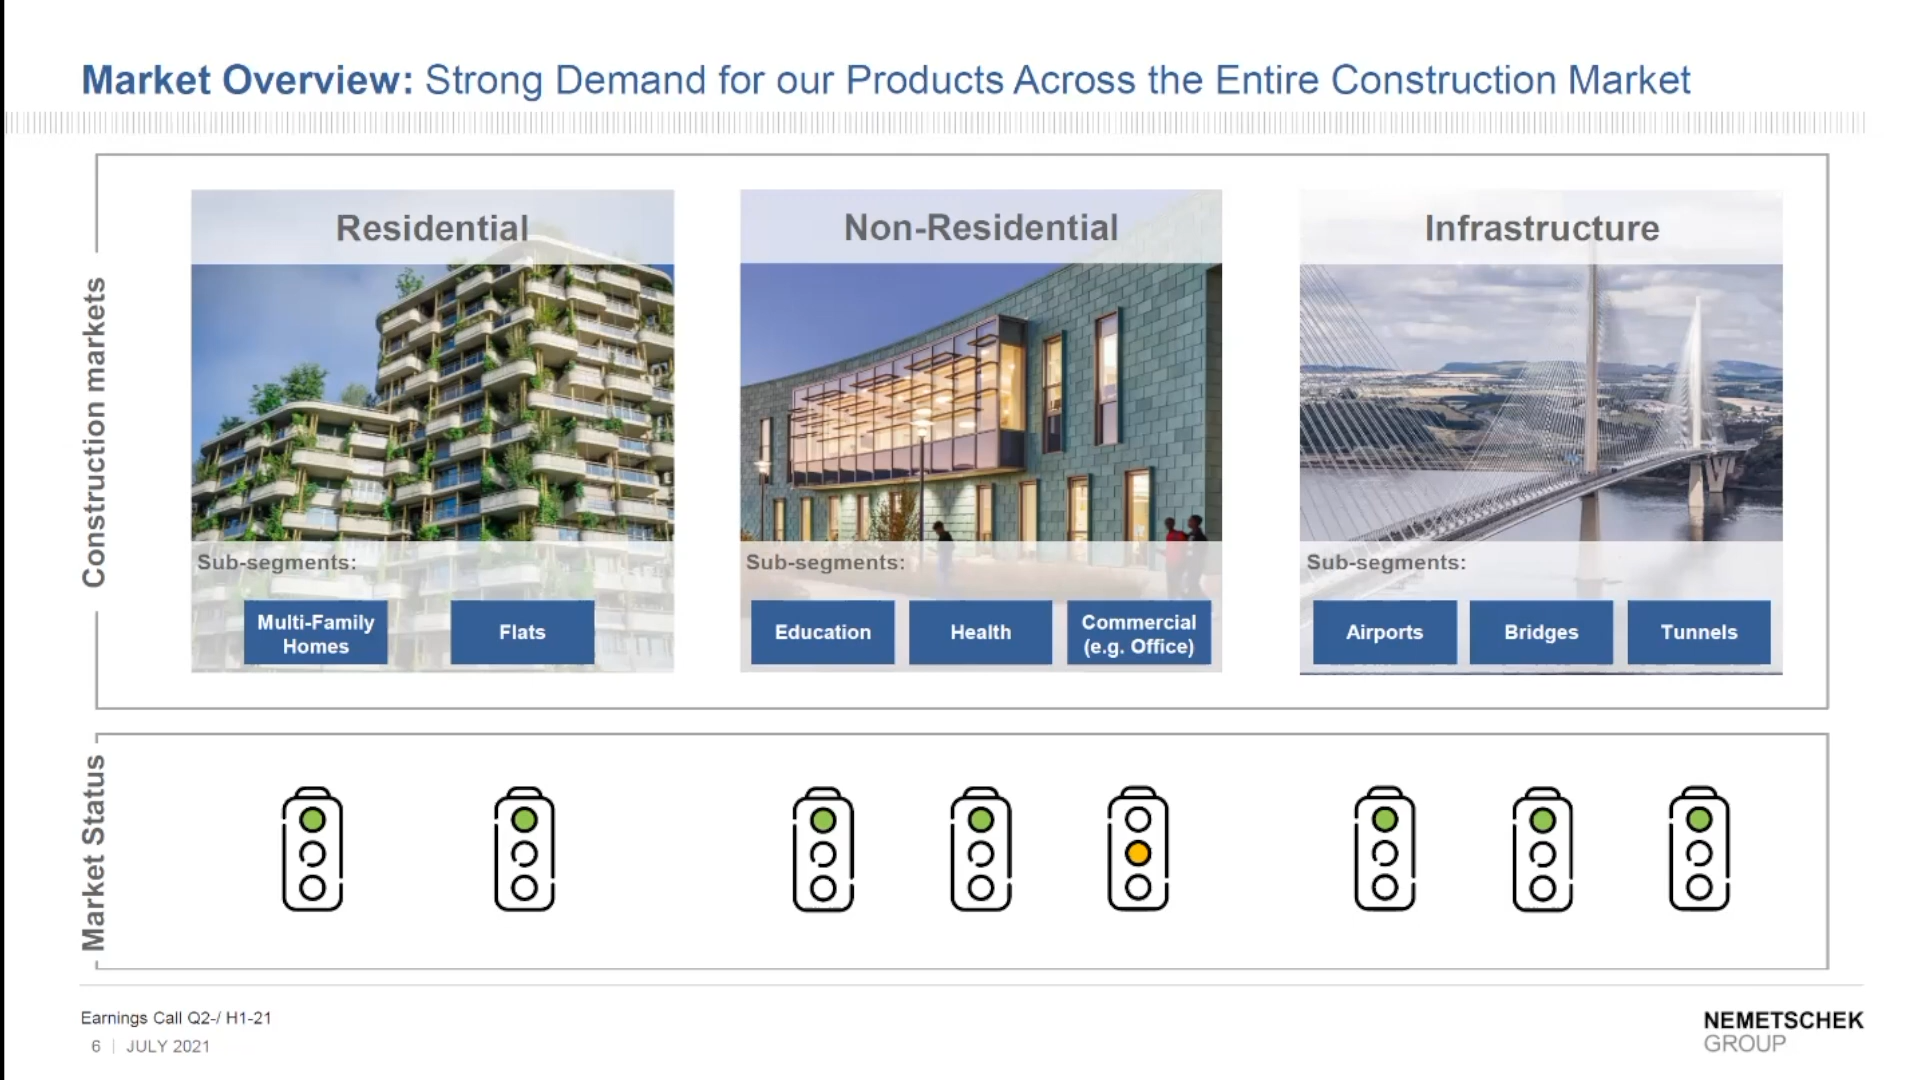 Market Overview: Strong Demand for our Products Across the Entire Construction Market
Construction markets
Residential
Sub-segments:
Multi-Family
Homes
Flats
Non-Residential
Sub-segments:
Education
Health
Commercial
(e.g. Office)
Infrastructure
Sub-segments:
Airports
Bridges
Tunnels
Market Status
Earnings Call Q2-/ H1-21
6 | JULY 2021
NEMETSCHEK
GROUP